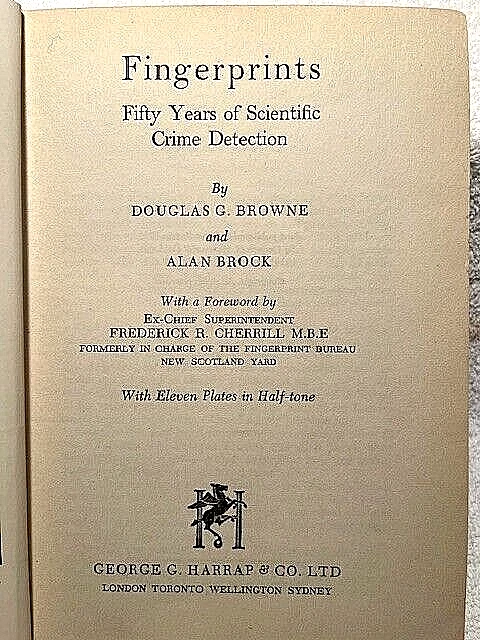 Fingerprints
Fifty Years of Scientific
Crime Detection
By
DOUGLAS G. BROWNE
and
ALAN BROCK
With a Foreword by
EX-CHIEF SUPERINTENDENT
FREDERICK R. CHERRILL M.B.E
FORMERLY IN CHARGE OF THE FINGERPRINT BUREAU
NEW SCOTLAND YARD
With Eleven Plates in Half-tone
H
GEORGE G. HARRAP & CO. LTD
LONDON TORONTO WELLINGTON SYDNEY